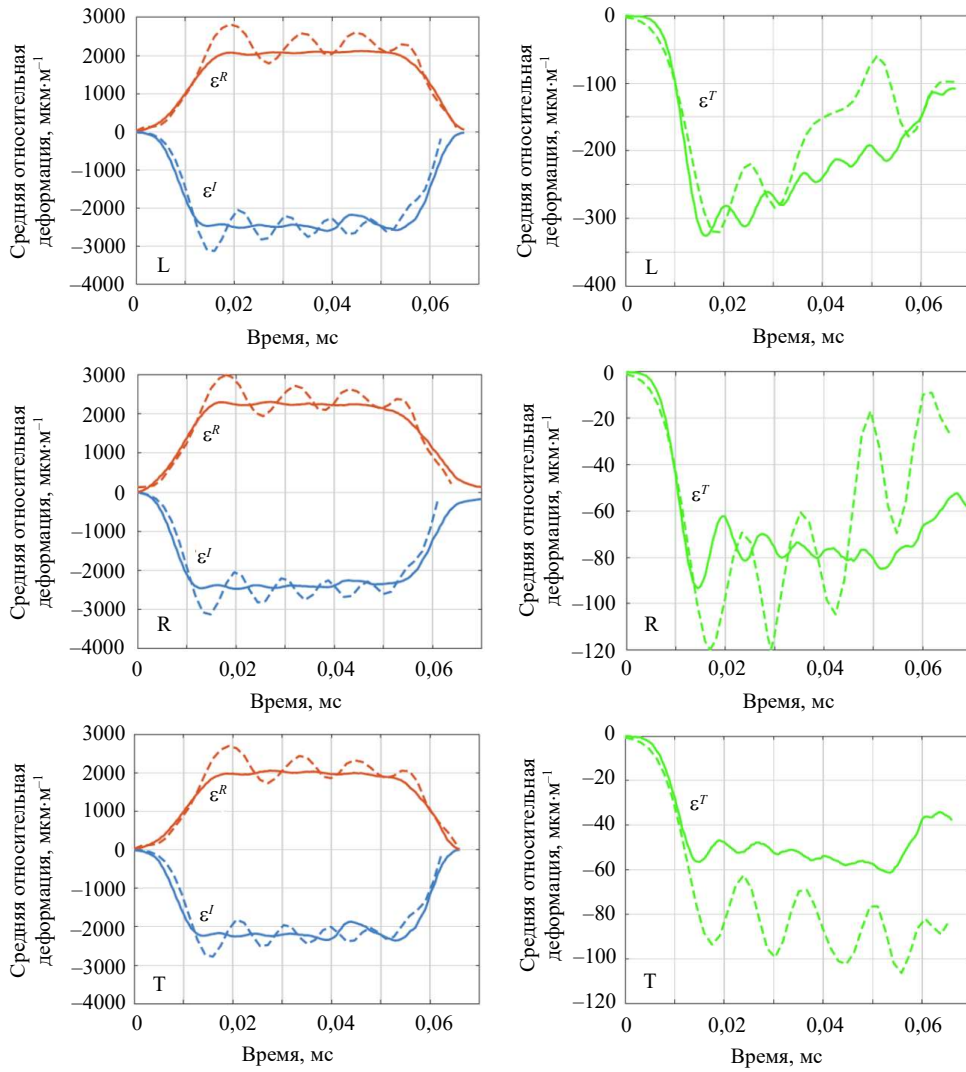 Средняя относительная
деформация, мкм·м⁻¹
3000
2000
1000
0
–1000
–2000
–3000
–4000
εᴿ
εᴵ
L
0
0,02
0,04
0,06
Время, мс
Средняя относительная
деформация, мкм·м⁻¹
0
–100
–200
–300
–400
εᵀ
L
0
0,02
0,04
0,06
Время, мс
Средняя относительная
деформация, мкм·м⁻¹
3000
2000
1000
0
–1000
–2000
–3000
–4000
εᴿ
εᴵ
R
0
0,02
0,04
0,06
Время, мс
Средняя относительная
деформация, мкм·м⁻¹
0
–20
–40
–60
–80
–100
–120
εᵀ
R
0
0,02
0,04
0,06
Время, мс
Средняя относительная
деформация, мкм·м⁻¹
3000
2000
1000
0
–1000
–2000
–3000
–4000
εᴿ
εᴵ
T
0
0,02
0,04
0,06
Время, мс
Средняя относительная
деформация, мкм·м⁻¹
0
–20
–40
–60
–80
–100
–120
εᵀ
T
0
0,02
0,04
0,06
Время, мс